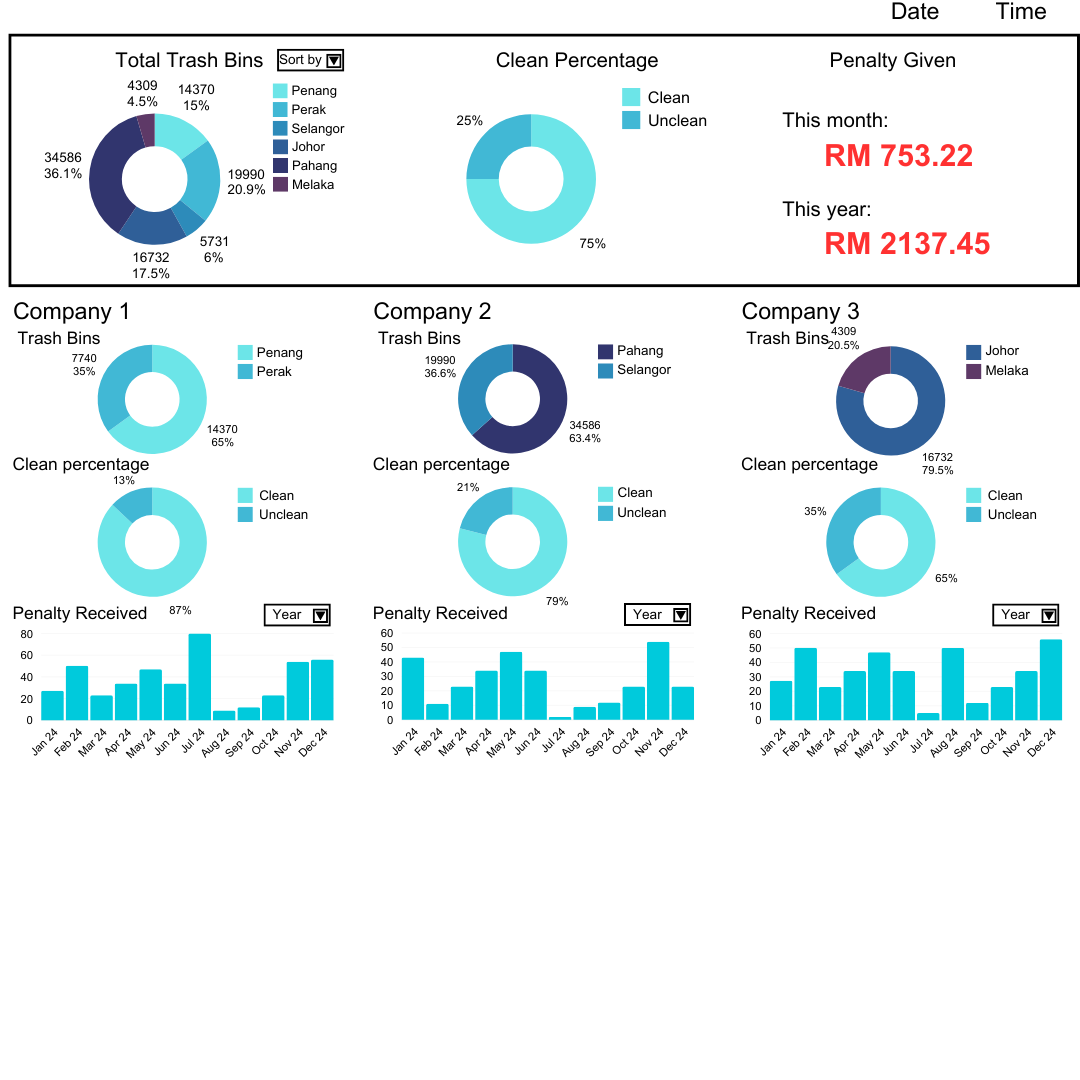 Date Time
Total Trash Bins
Sort by
4309
4.5%
14370
15%
19990
20.9%
5731
6%
16732
17.5%
34586
36.1%
Penang
Perak
Selangor
Johor
Pahang
Melaka
Clean Percentage
25%
75%
Clean
Unclean
Penalty Given
This month:
RM 753.22
This year:
RM 2137.45
Company 1
Trash Bins
7740
35%
14370
65%
Penang
Perak
Clean percentage
13%
87%
Clean
Unclean
Penalty Received
Year
80
60
40
20
0
Jan 24
Feb 24
Mar 24
Apr 24
May 24
Jun 24
Jul 24
Aug 24
Sep 24
Oct 24
Nov 24
Dec 24
Company 2
Trash Bins
19990
36.6%
34586
63.4%
Pahang
Selangor
Clean percentage
21%
79%
Clean
Unclean
Penalty Received
Year
60
50
40
30
20
10
0
Jan 24
Feb 24
Mar 24
Apr 24
May 24
Jun 24
Jul 24
Aug 24
Sep 24
Oct 24
Nov 24
Dec 24
Company 3
Trash Bins
4309
20.5%
16732
79.5%
Johor
Melaka
Clean percentage
35%
65%
Clean
Unclean
Penalty Received
Year
60
50
40
30
20
10
0
Jan 24
Feb 24
Mar 24
Apr 24
May 24
Jun 24
Jul 24
Aug 24
Sep 24
Oct 24
Nov 24
Dec 24